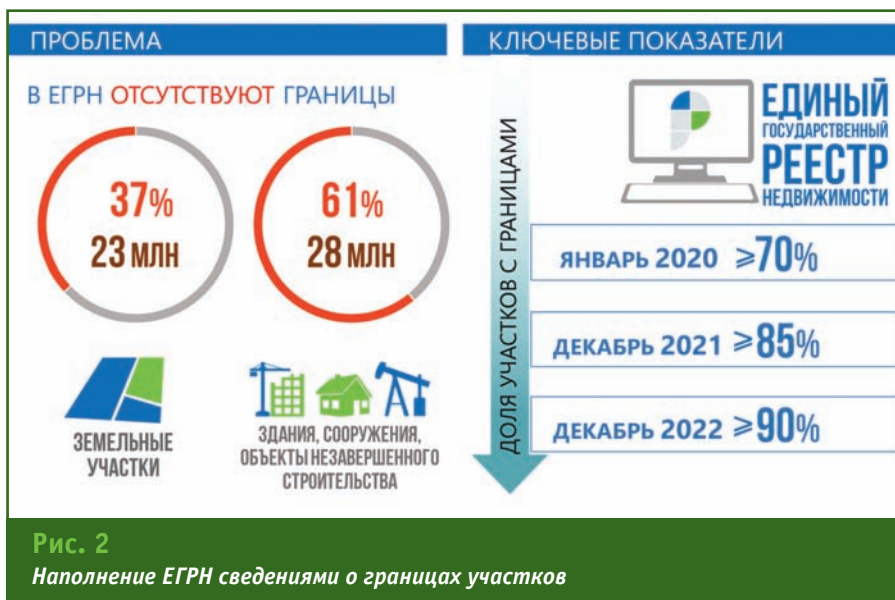 ПРОБЛЕМА
В ЕГРН ОТСУТСТВУЮТ ГРАНИЦЫ
37%
23 МЛН
61%
28 МЛН
ЗЕМЕЛЬНЫЕ
УЧАСТКИ
ЗДАНИЯ, СООРУЖЕНИЯ,
ОБЪЕКТЫ НЕЗАВЕРШЕННОГО
СТРОИТЕЛЬСТВА
КЛЮЧЕВЫЕ ПОКАЗАТЕЛИ
ДОЛЯ УЧАСТКОВ С ГРАНИЦАМИ
ЕДИНЫЙ
ГОСУДАРСТВЕННЫЙ
РЕЕСТР
НЕДВИЖИМОСТИ
ЯНВАРЬ 2020 ⩾70%
ДЕКАБРЬ 2021 ⩾85%
ДЕКАБРЬ 2022 ⩾90%
Рис. 2
Наполнение ЕГРН сведениями о границах участков